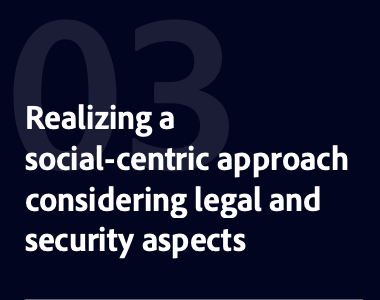 03
Realizing a
social-centric approach
considering legal and
security aspects